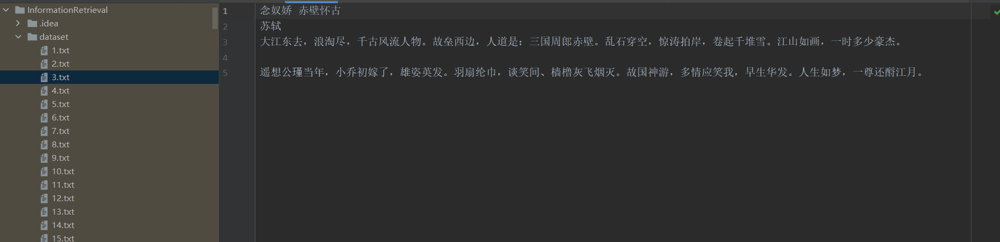 InformationRetrieval
.idea
dataset
1.txt
2.txt
3.txt
4.txt
5.txt
6.txt
7.txt
8.txt
9.txt
10.txt
11.txt
12.txt
13.txt
14.txt
15.txt
1 念奴娇 赤壁怀古
2 苏轼
3 大江东去，浪淘尽，千古风流人物。故垒西边，人道是：三国周郎赤壁。乱石穿空，惊涛拍岸，卷起千堆雪。江山如画，一时多少豪杰。
4
5 遥想公瑾当年，小乔初嫁了，雄姿英发。羽扇纶巾，谈笑间、樯橹灰飞烟灭。故国神游，多情应笑我，早生华发。人生如梦，一尊还酹江月。